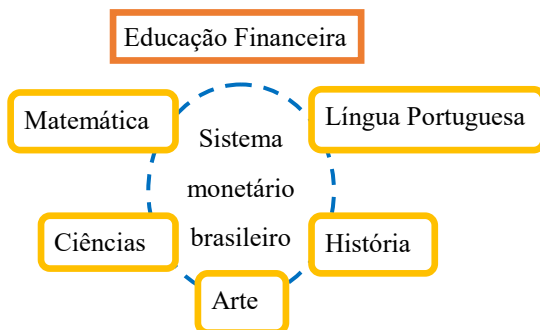 Educação Financeira
Matemática
Língua Portuguesa
Sistema
monetário
brasileiro
Ciências
História
Arte